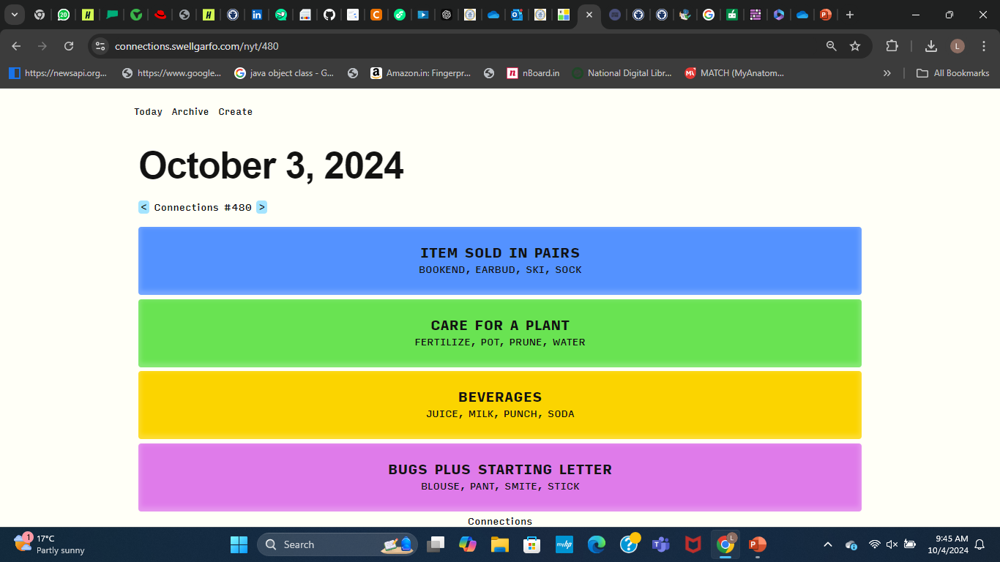 20
connections.swellgarfo.com/nyt/480
L
https://newsapi.org...
https://www.google...
java object class - G...
Amazon.in: Fingerpr...
nBoard.in
National Digital Libr...
MATCH (MyAnatom...
»
All Bookmarks
Today Archive Create
October 3, 2024
< Connections #480 >
ITEM SOLD IN PAIRS
BOOKEND, EARBUD, SKI, SOCK
CARE FOR A PLANT
FERTILIZE, POT, PRUNE, WATER
BEVERAGES
JUICE, MILK, PUNCH, SODA
BUGS PLUS STARTING LETTER
BLOUSE, PANT, SMITE, STICK
Connections
1
17°C
Partly sunny
Search
9:45 AM
10/4/2024